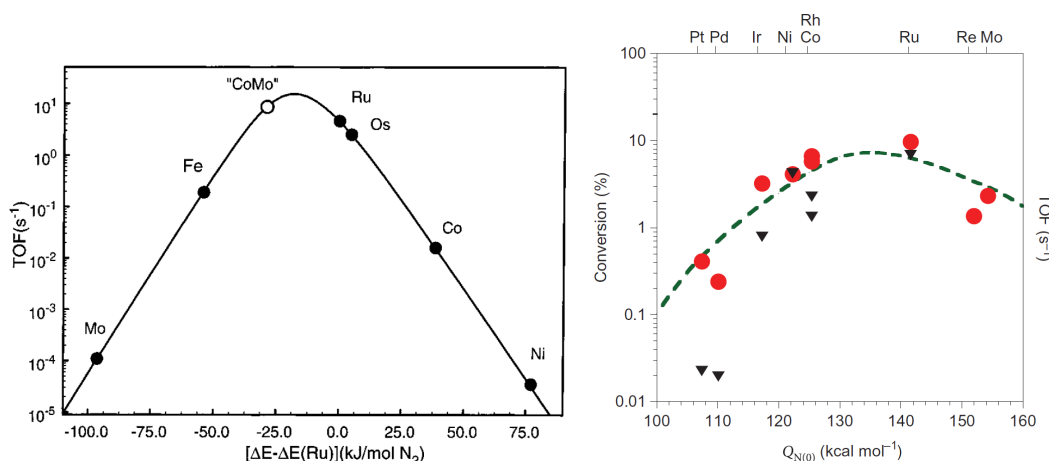 "CoMo"
Ru
Os
Fe
Co
Mo
Ni
TOF(s⁻¹)
10¹
10⁰
10⁻¹
10⁻²
10⁻³
10⁻⁴
10⁻⁵
-100.0 -75.0 -50.0 -25.0 0.0 25.0 50.0 75.0
[ΔE-ΔE(Ru)](kJ/mol N₂)
Rh
Pt Pd Ir Ni Co Ru Re Mo
100
10
1
0.1
0.01
Conversion (%)
TOF (s⁻¹)
100 110 120 130 140 150 160
Q_N(0) (kcal mol⁻¹)